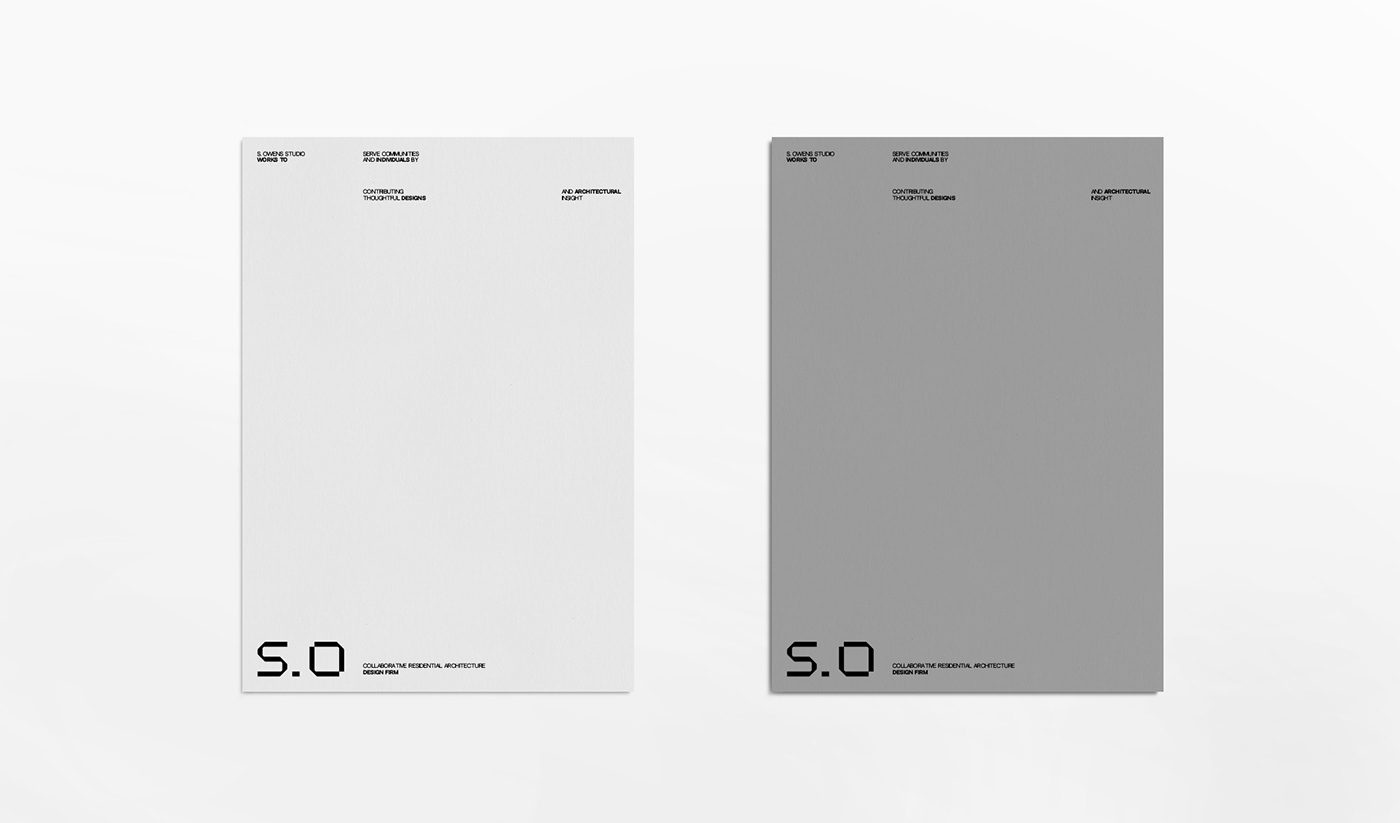 S. OWENS STUDIO
WORKS TO
SERVE COMMUNITIES
AND INDIVIDUALS BY
CONTRIBUTING
THOUGHTFUL DESIGNS
AND ARCHITECTURAL
INSIGHT
S.O
COLLABORATIVE RESIDENTIAL ARCHITECTURE
DESIGN FIRM
S. OWENS STUDIO
WORKS TO
SERVE COMMUNITIES
AND INDIVIDUALS BY
CONTRIBUTING
THOUGHTFUL DESIGNS
AND ARCHITECTURAL
INSIGHT
S.O
COLLABORATIVE RESIDENTIAL ARCHITECTURE
DESIGN FIRM